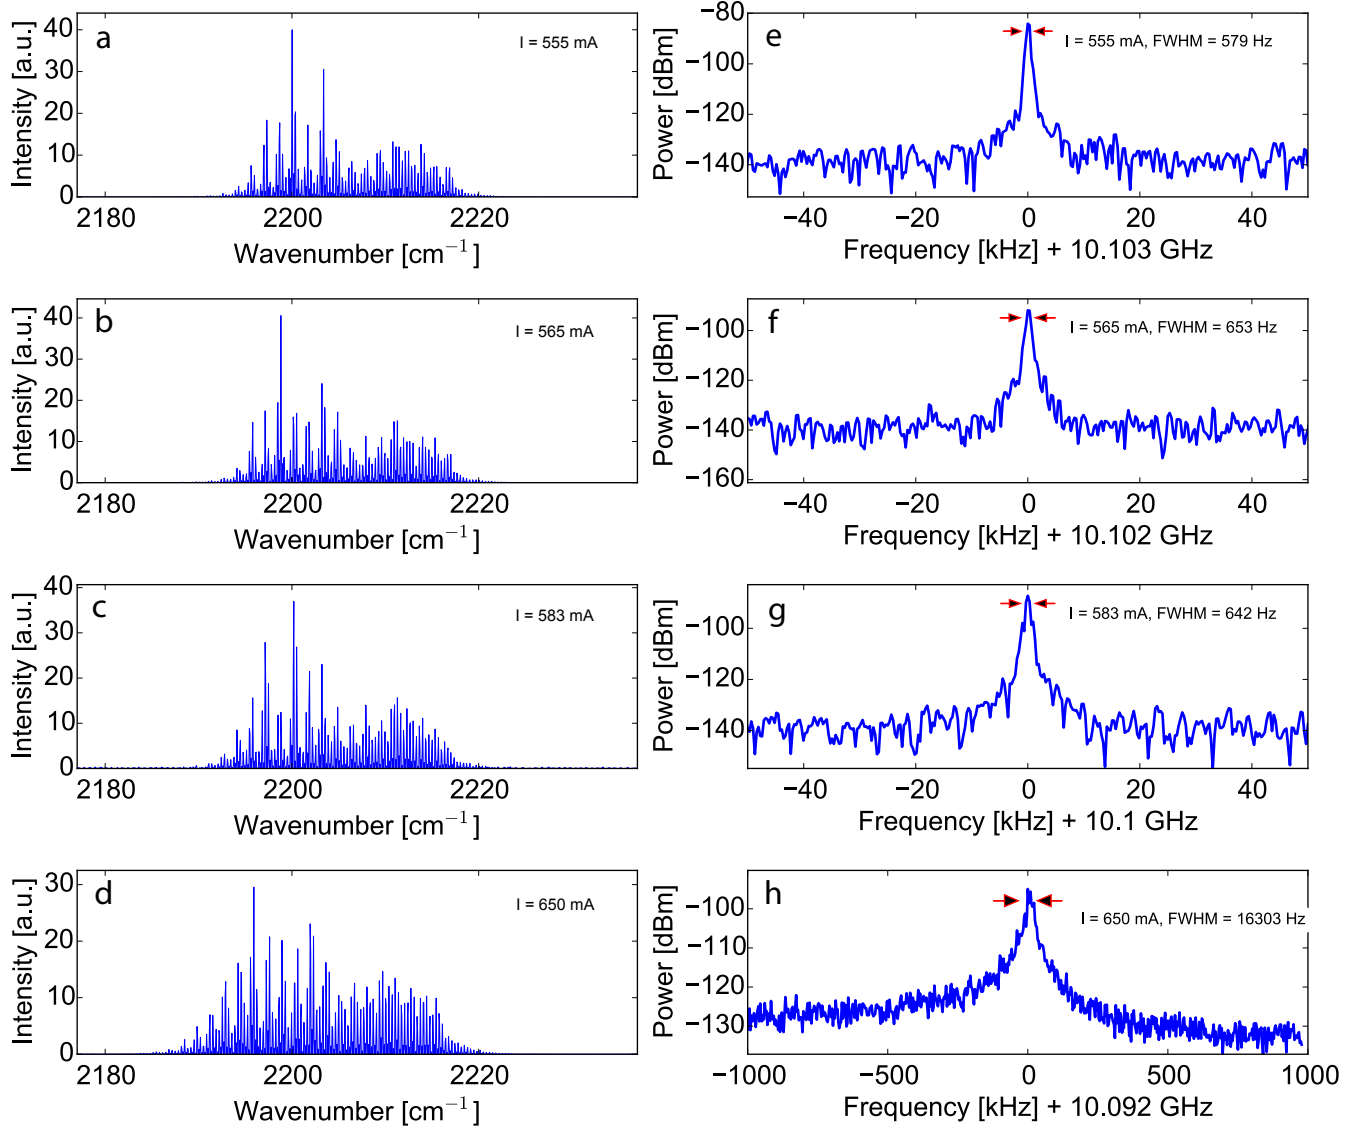 a
I = 555 mA
Intensity [a.u.]
40
30
20
10
0
2180
2200
2220
Wavenumber [cm⁻¹]
e
I = 555 mA, FWHM = 579 Hz
Power [dBm]
−80
−100
−120
−140
−40
−20
0
20
40
Frequency [kHz] + 10.103 GHz
b
I = 565 mA
Intensity [a.u.]
40
30
20
10
0
2180
2200
2220
Wavenumber [cm⁻¹]
f
I = 565 mA, FWHM = 653 Hz
Power [dBm]
−100
−120
−140
−160
−40
−20
0
20
40
Frequency [kHz] + 10.102 GHz
c
I = 583 mA
Intensity [a.u.]
40
30
20
10
0
2180
2200
2220
Wavenumber [cm⁻¹]
g
I = 583 mA, FWHM = 642 Hz
Power [dBm]
−100
−120
−140
−40
−20
0
20
40
Frequency [kHz] + 10.1 GHz
d
I = 650 mA
Intensity [a.u.]
30
20
10
0
2180
2200
2220
Wavenumber [cm⁻¹]
h
I = 650 mA, FWHM = 16303 Hz
Power [dBm]
−100
−110
−120
−130
−1000
−500
0
500
1000
Frequency [kHz] + 10.092 GHz